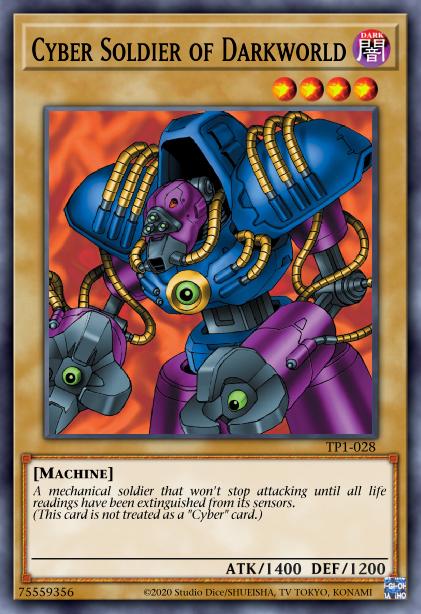 Cyber Soldier of Darkworld
DARK
闇
TP1-028
[Machine]
A mechanical soldier that won't stop attacking until all life
readings have been extinguished from its sensors.
(This card is not treated as a "Cyber" card.)
ATK/1400 DEF/1200
75559356
©2020 Studio Dice/SHUEISHA, TV TOKYO, KONAMI